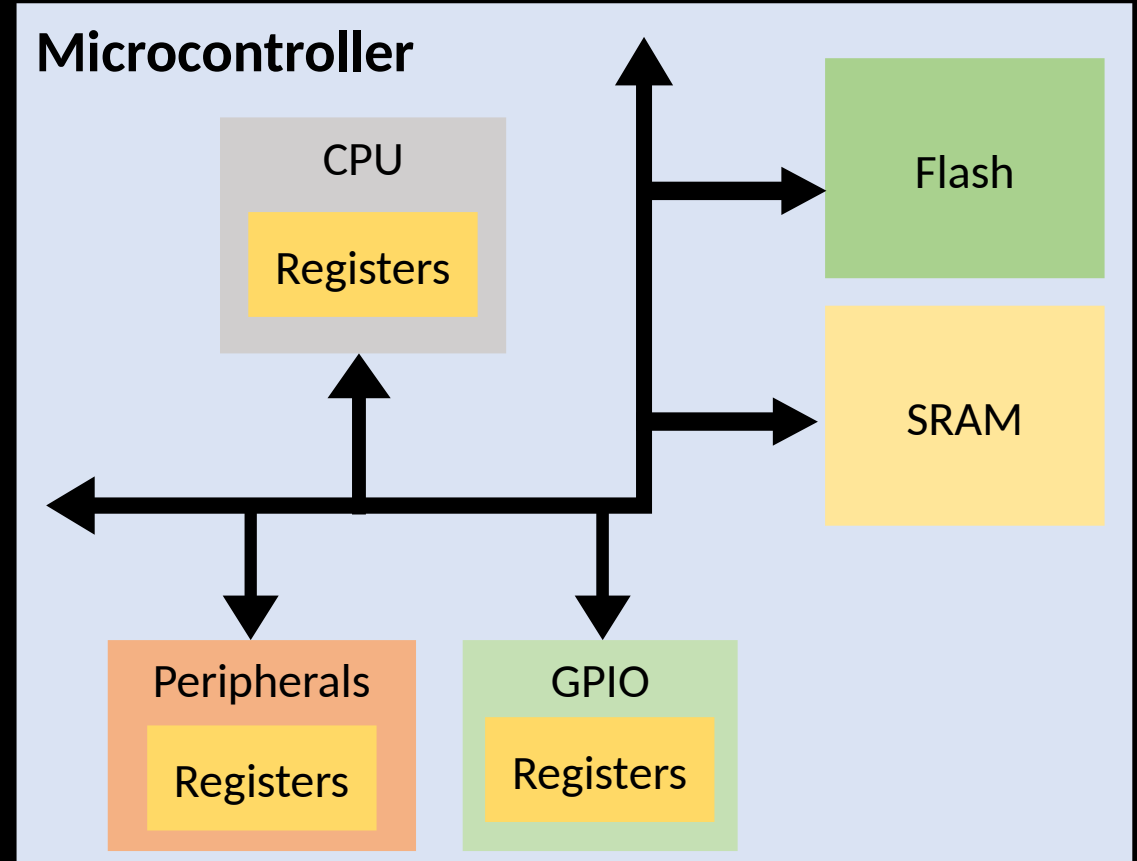 Microcontroller
CPU
Registers
Flash
SRAM
Peripherals
Registers
GPIO
Registers